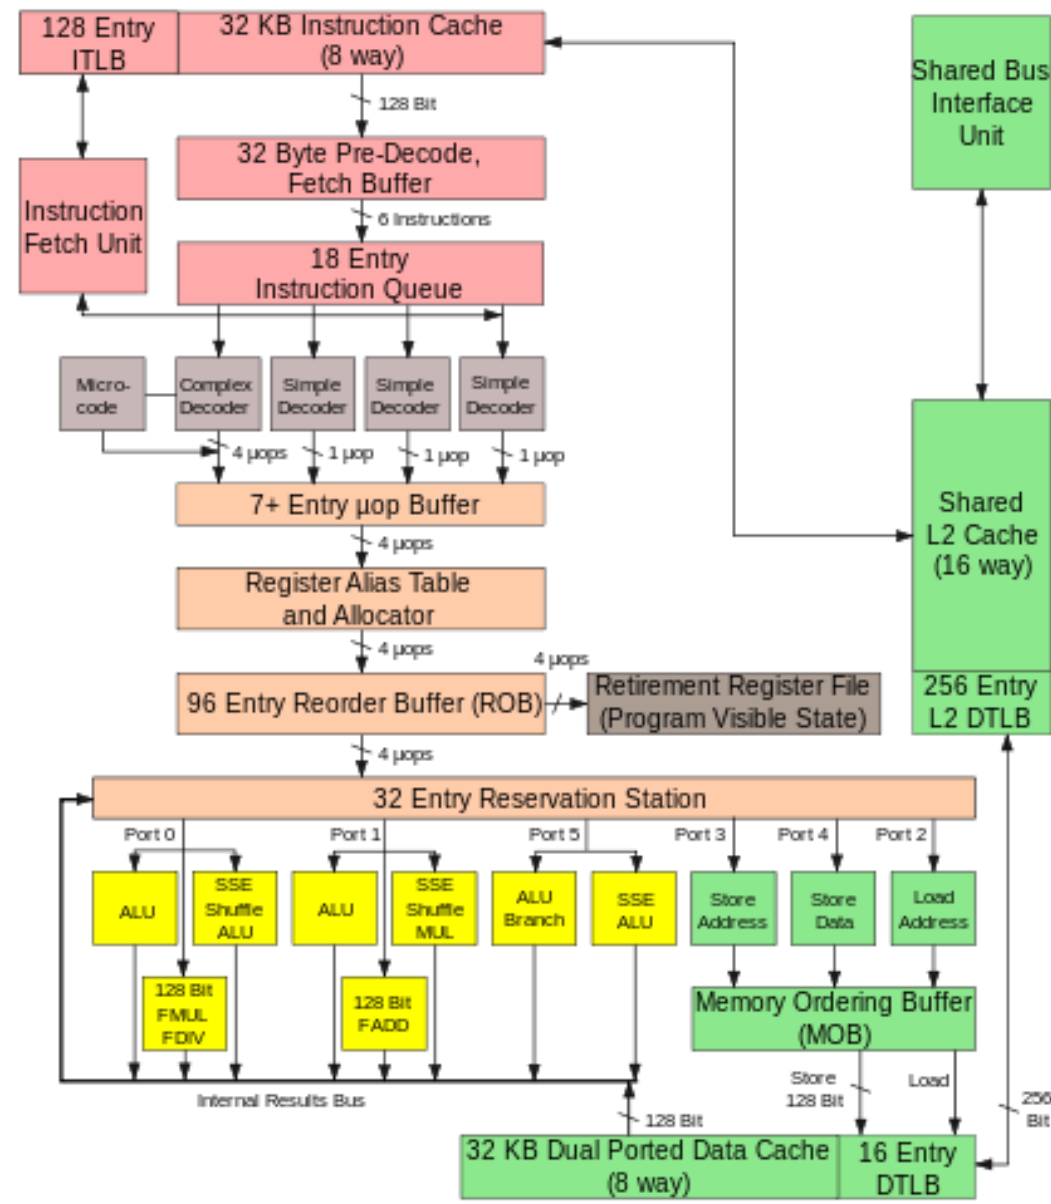 128 Entry
ITLB
32 KB Instruction Cache
(8 way)
Shared Bus
Interface
Unit
128 Bit
32 Byte Pre-Decode,
Fetch Buffer
Instruction
Fetch Unit
6 Instructions
18 Entry
Instruction Queue
Micro-
code
Complex
Decoder
Simple
Decoder
Simple
Decoder
Simple
Decoder
4 µops
1 µop
1 µop
1 µop
7+ Entry µop Buffer
Shared
L2 Cache
(16 way)
4 µops
Register Alias Table
and Allocator
4 µops
4 µops
96 Entry Reorder Buffer (ROB)
Retirement Register File
(Program Visible State)
256 Entry
L2 DTLB
4 µops
32 Entry Reservation Station
Port 0
Port 1
Port 5
Port 3
Port 4
Port 2
ALU
SSE
Shuffle
ALU
ALU
SSE
Shuffle
MUL
ALU
Branch
SSE
ALU
Store
Address
Store
Data
Load
Address
128 Bit
FMUL
FDIV
128 Bit
FADD
Memory Ordering Buffer
(MOB)
Internal Results Bus
Store
128 Bit
Load
128 Bit
256
Bit
32 KB Dual Ported Data Cache
(8 way)
16 Entry
DTLB